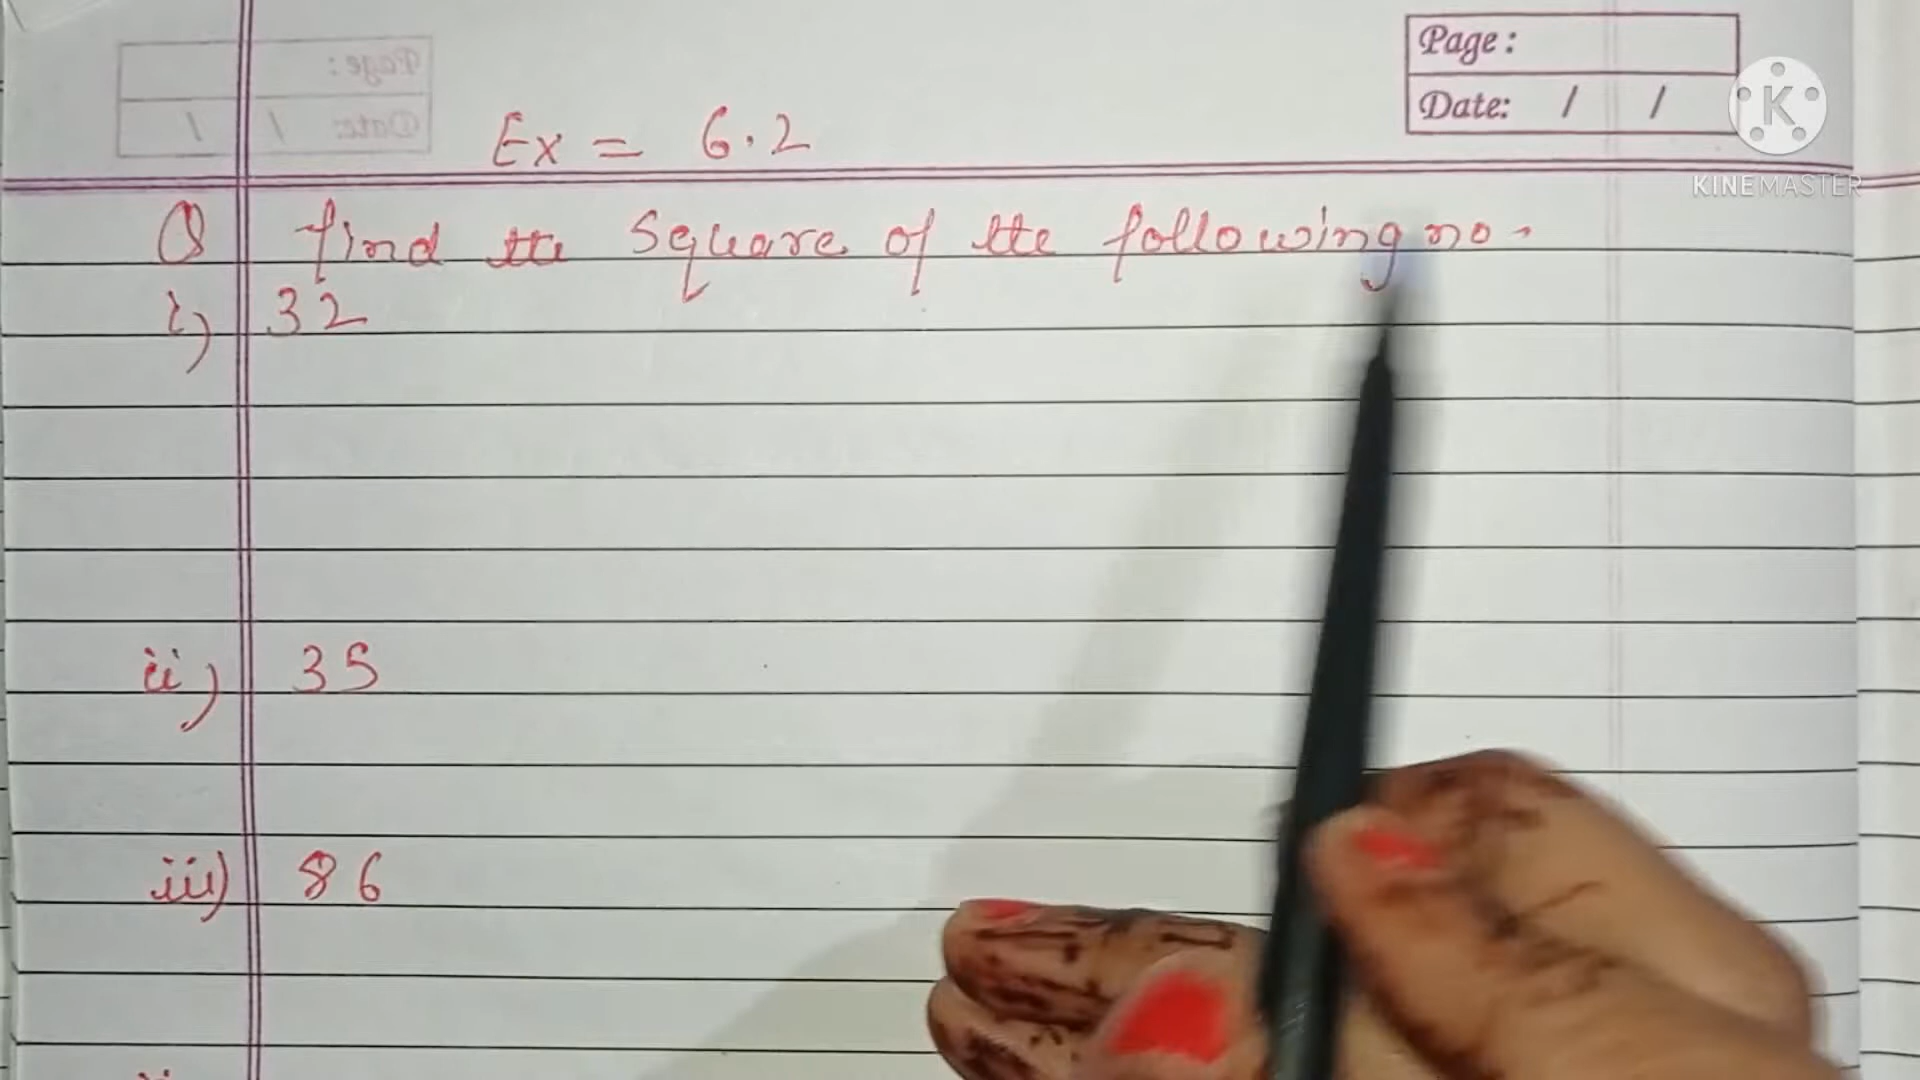 Page :
Date: / /
KINEMASTER
Ex = 6.2
Q find the square of the following no.
i) 32
ii) 35
iii) 86